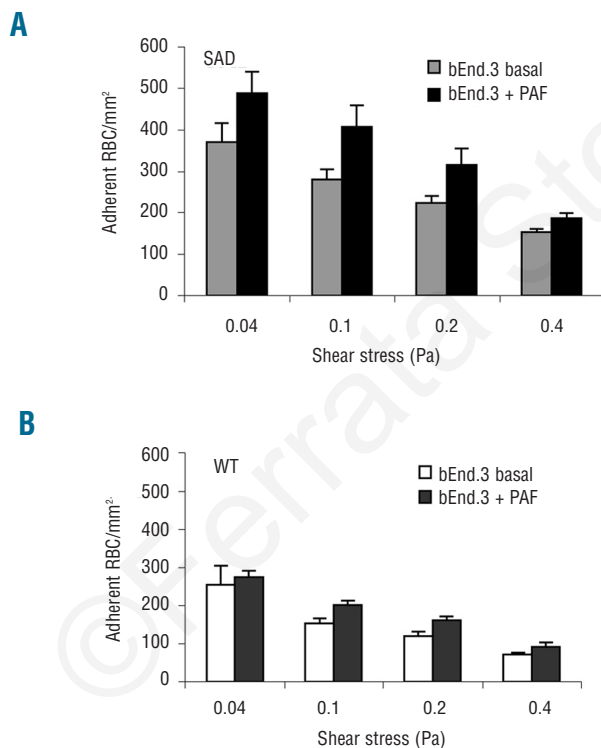 A
600
500
400
300
200
100
0
SAD
bEnd.3 basal
bEnd.3 + PAF
Adherent RBC/mm²
0.04 0.1 0.2 0.4
Shear stress (Pa)
B
600
500
400
300
200
100
0
WT
bEnd.3 basal
bEnd.3 + PAF
Adherent RBC/mm²
0.04 0.1 0.2 0.4
Shear stress (Pa)
©Ferrata Sto